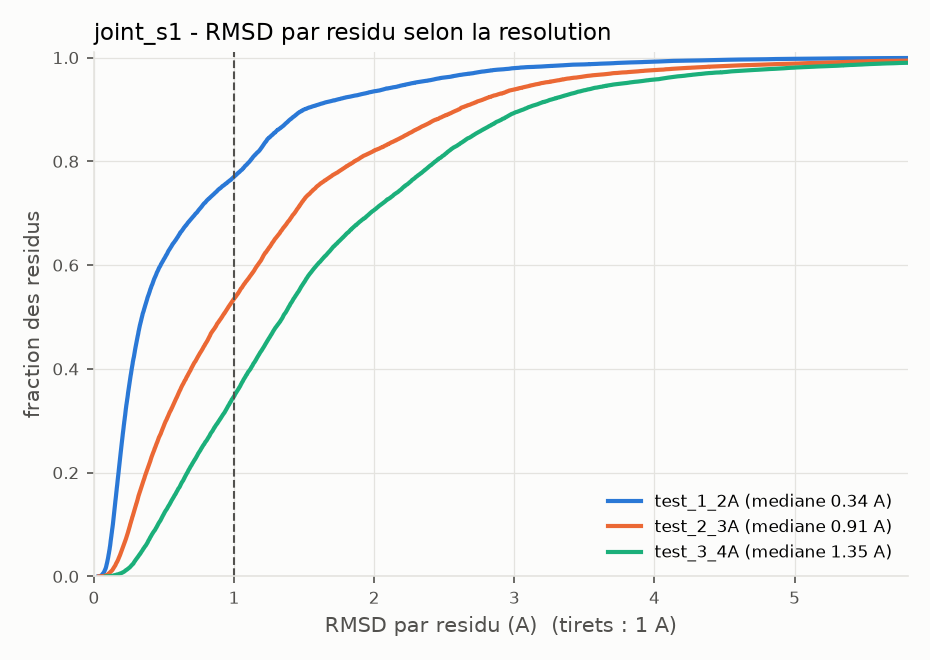 joint_s1 - RMSD par residu selon la resolution
fraction des residus
1.0
0.8
0.6
0.4
0.2
0.0
test_1_2A (mediane 0.34 A)
test_2_3A (mediane 0.91 A)
test_3_4A (mediane 1.35 A)
0 1 2 3 4 5
RMSD par residu (A)  (tirets : 1 A)